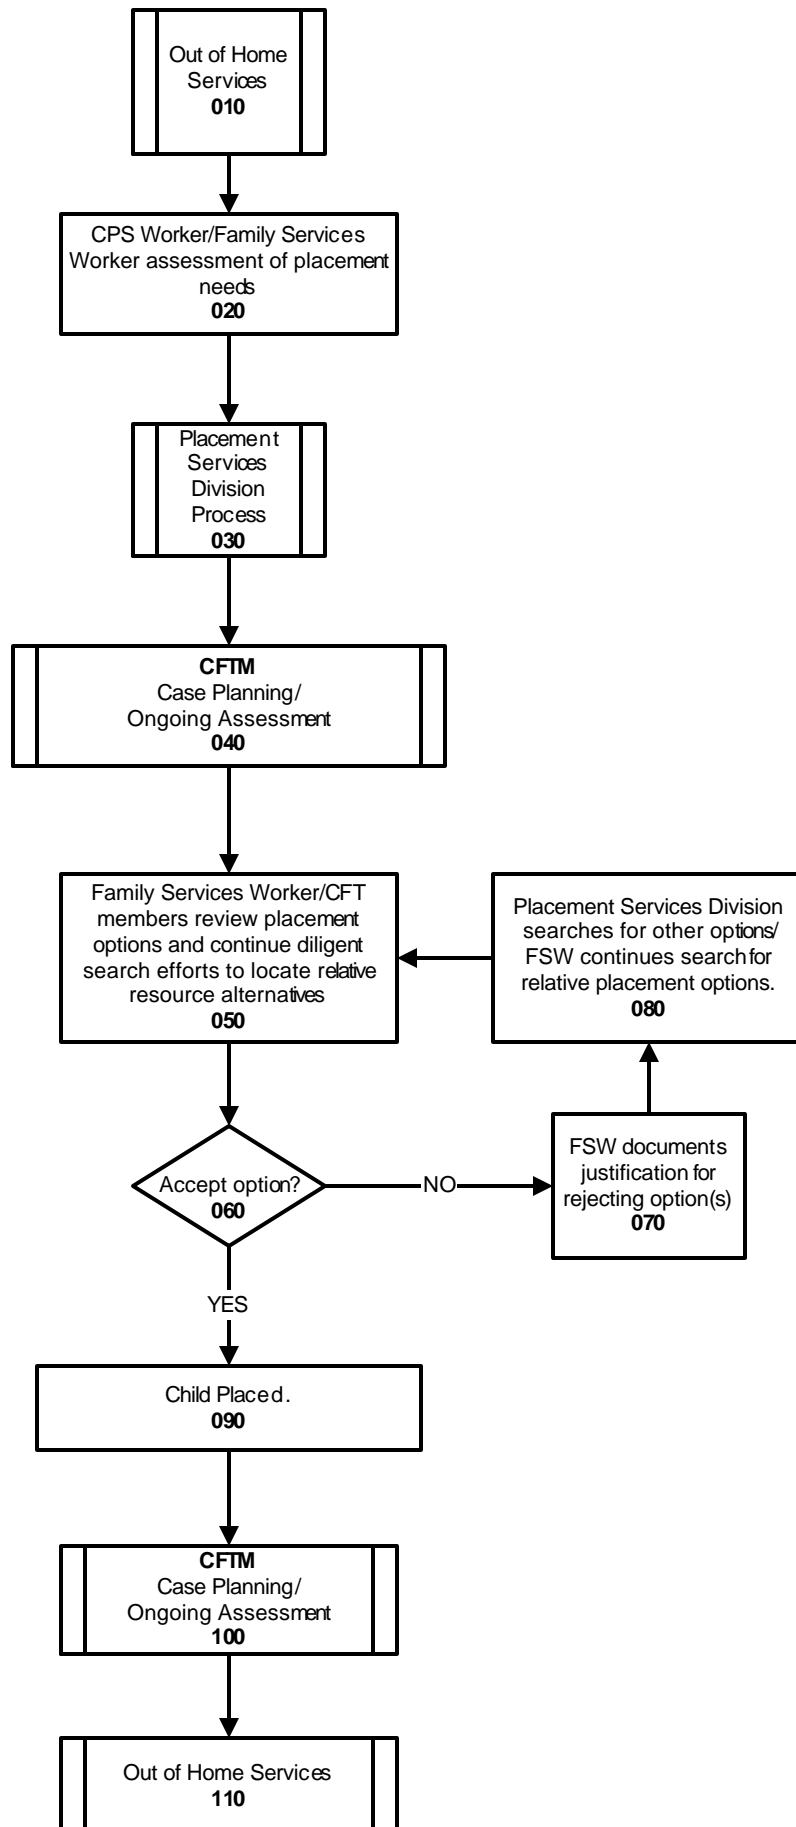 Out of Home
Services
010
CPS Worker/Family Services
Worker assessment of placement
needs
020
Placement
Services
Division
Process
030
CFTM
Case Planning/
Ongoing Assessment
040
Family Services Worker/CFT
members review placement
options and continue diligent
search efforts to locate relative
resource alternatives
050
Placement Services Division
searches for other options/
FSW continues search for
relative placement options.
080
Accept option?
060
NO
FSW documents
justification for
rejecting option(s)
070
YES
Child Placed.
090
CFTM
Case Planning/
Ongoing Assessment
100
Out of Home Services
110